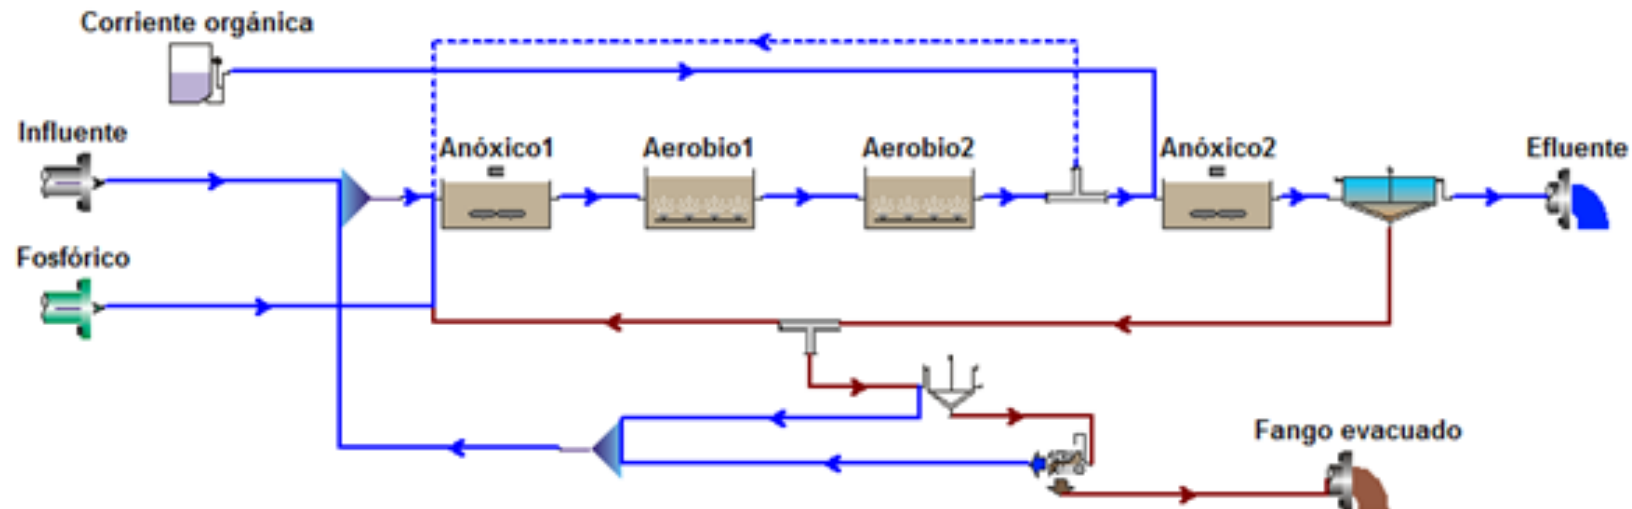 Corriente orgánica
Influente
Anóxico1
Aerobio1
Aerobio2
Anóxico2
Efluente
Fosfórico
Fango evacuado